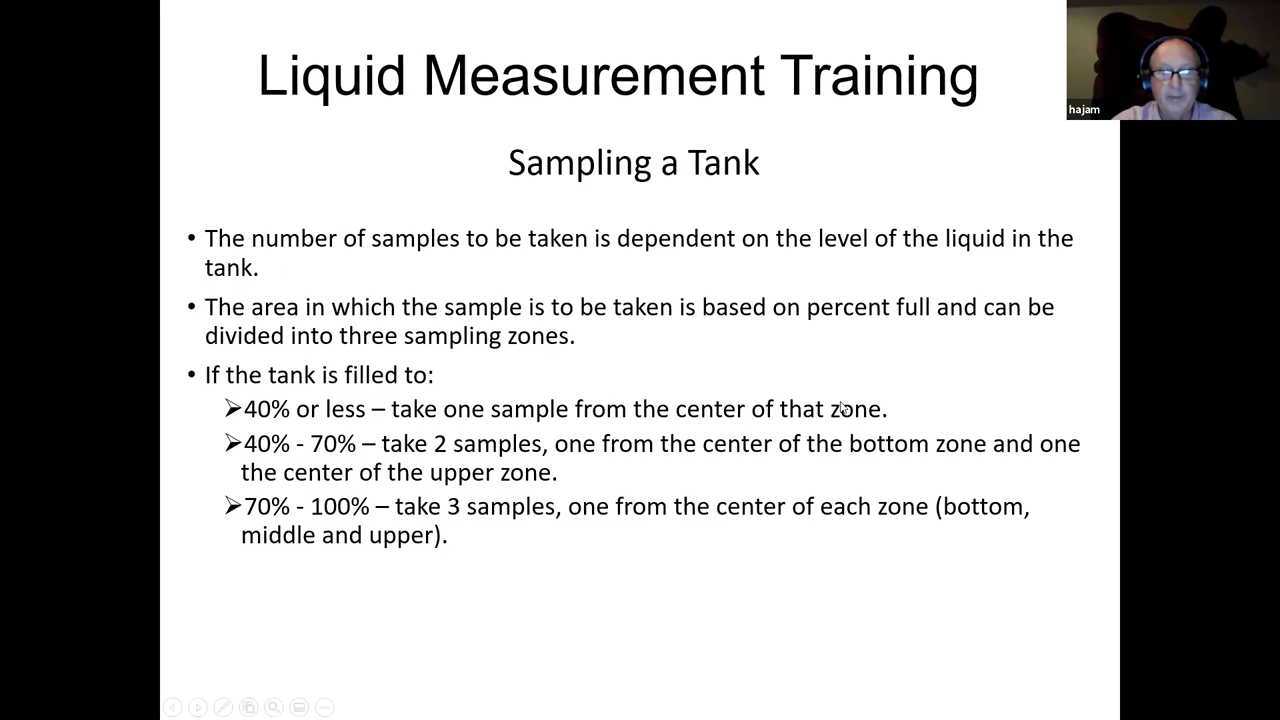 Liquid Measurement Training
hajam
Sampling a Tank
• The number of samples to be taken is dependent on the level of the liquid in the
tank.
• The area in which the sample is to be taken is based on percent full and can be
divided into three sampling zones.
• If the tank is filled to:
➢40% or less – take one sample from the center of that zone.
➢40% - 70% – take 2 samples, one from the center of the bottom zone and one
the center of the upper zone.
➢70% - 100% – take 3 samples, one from the center of each zone (bottom,
middle and upper).